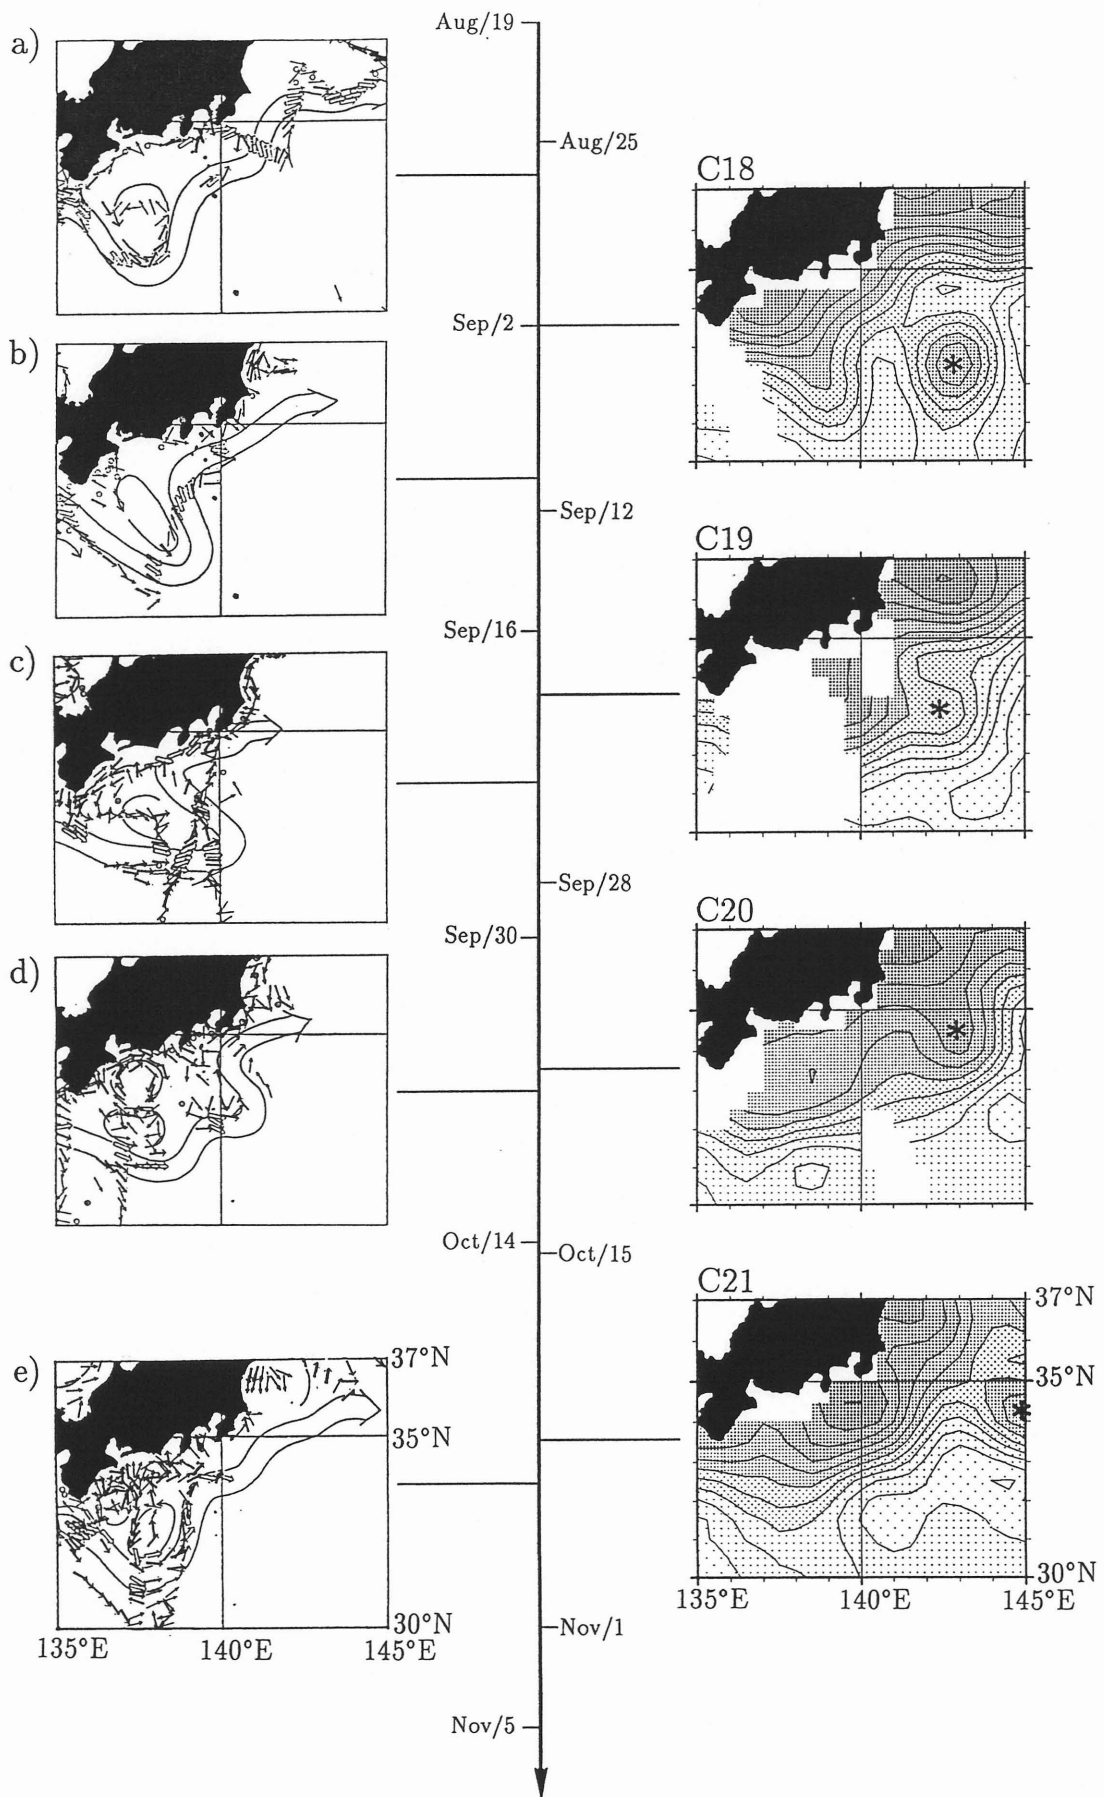 a)
Aug/19
Aug/25
C18
Sep/2
b)
Sep/12
C19
Sep/16
c)
Sep/28
C20
Sep/30
d)
Oct/14
Oct/15
C21
37°N
35°N
30°N
135°E
140°E
145°E
e)
37°N
35°N
30°N
135°E
140°E
145°E
Nov/1
Nov/5